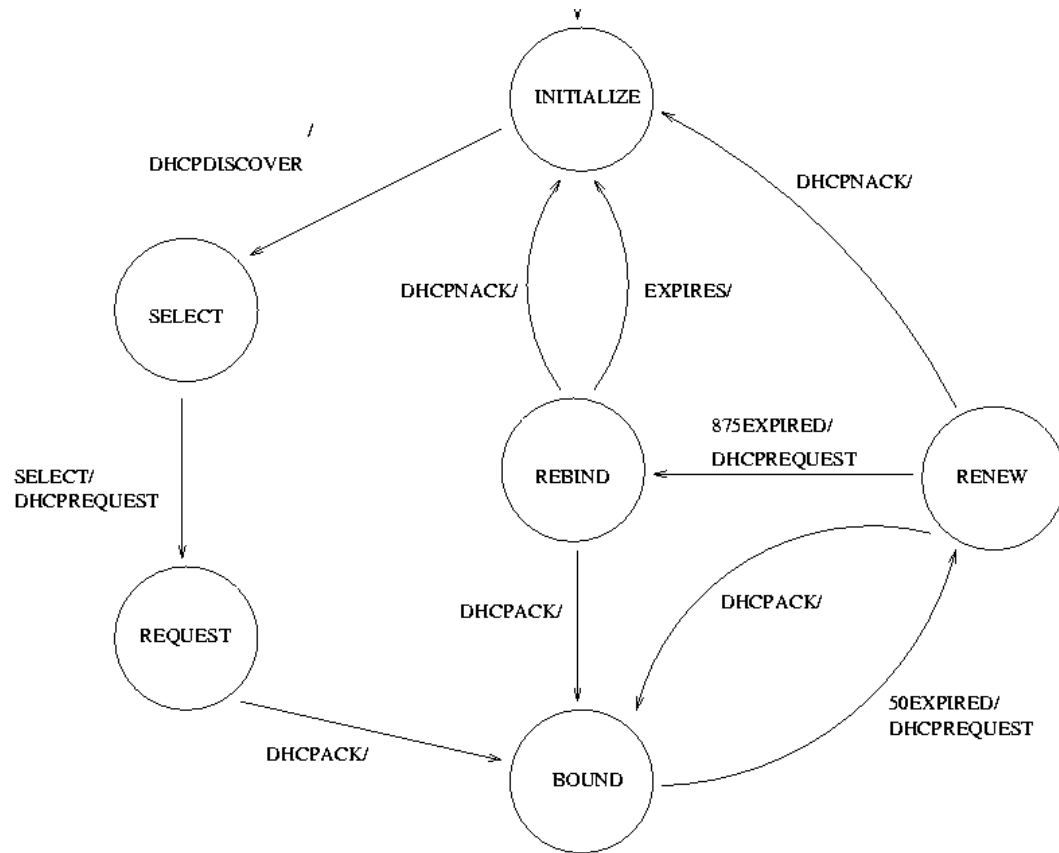 INITIALIZE
/
DHCPDISCOVER
DHCPNACK/
SELECT
DHCPNACK/
EXPIRES/
875EXPIRED/
DHCPREQUEST
REBIND
RENEW
SELECT/
DHCPREQUEST
DHCPACK/
DHCPACK/
REQUEST
50EXPIRED/
DHCPREQUEST
DHCPACK/
BOUND